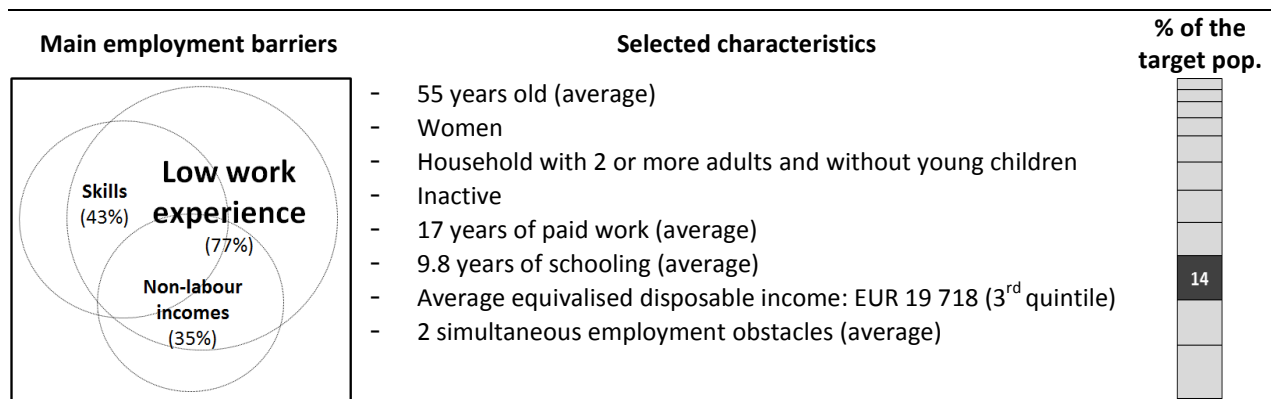 Main employment barriers
Selected characteristics
% of the
target pop.
Skills
(43%)
Low work
experience
(77%)
Non-labour
incomes
(35%)
- 55 years old (average)
- Women
- Household with 2 or more adults and without young children
- Inactive
- 17 years of paid work (average)
- 9.8 years of schooling (average)
- Average equivalised disposable income: EUR 19 718 (3rd quintile)
- 2 simultaneous employment obstacles (average)
14